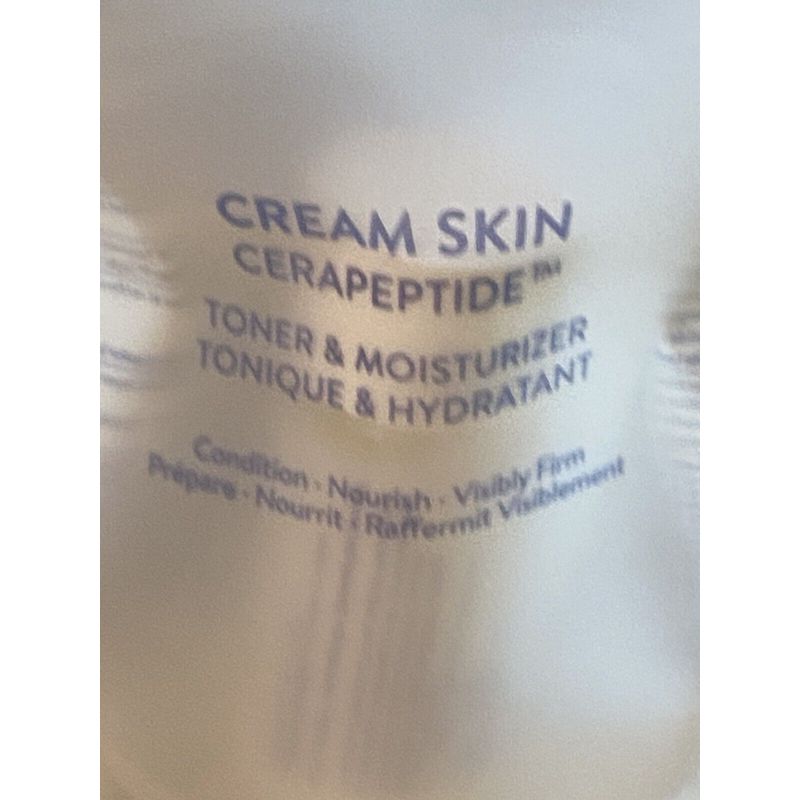 CREAM SKIN
CERAPEPTIDE™
TONER & MOISTURIZER
TONIQUE & HYDRATANT
Condition · Nourish · Visibly Firm
Prépare · Nourrit · Raffermit Visiblement